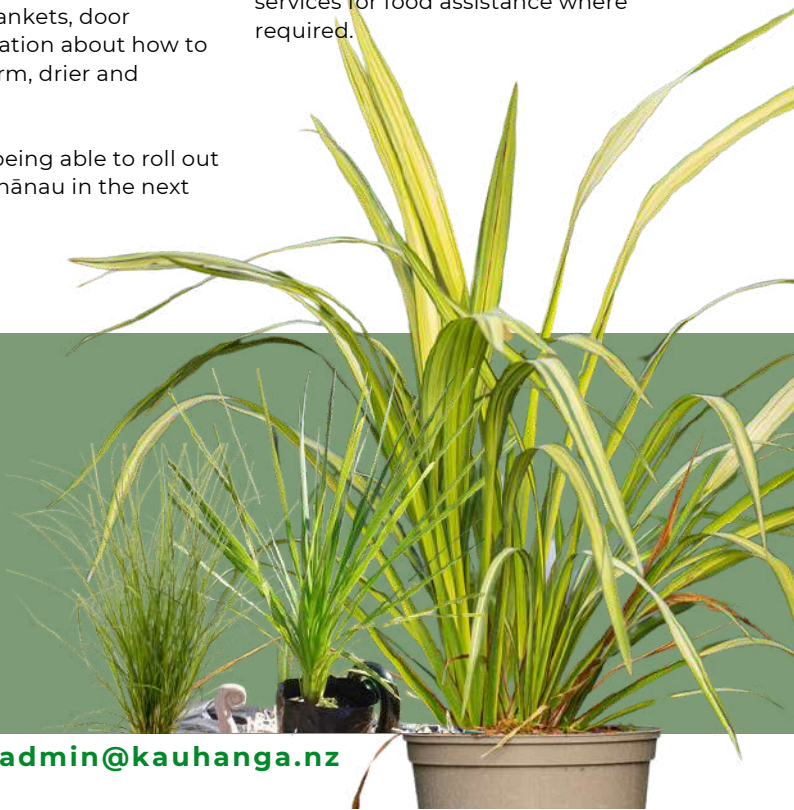 ankets, door
ation about how to
rm, drier and
being able to roll out
nānau in the next
services for food assistance where
required.
admin@kauhanga.nz